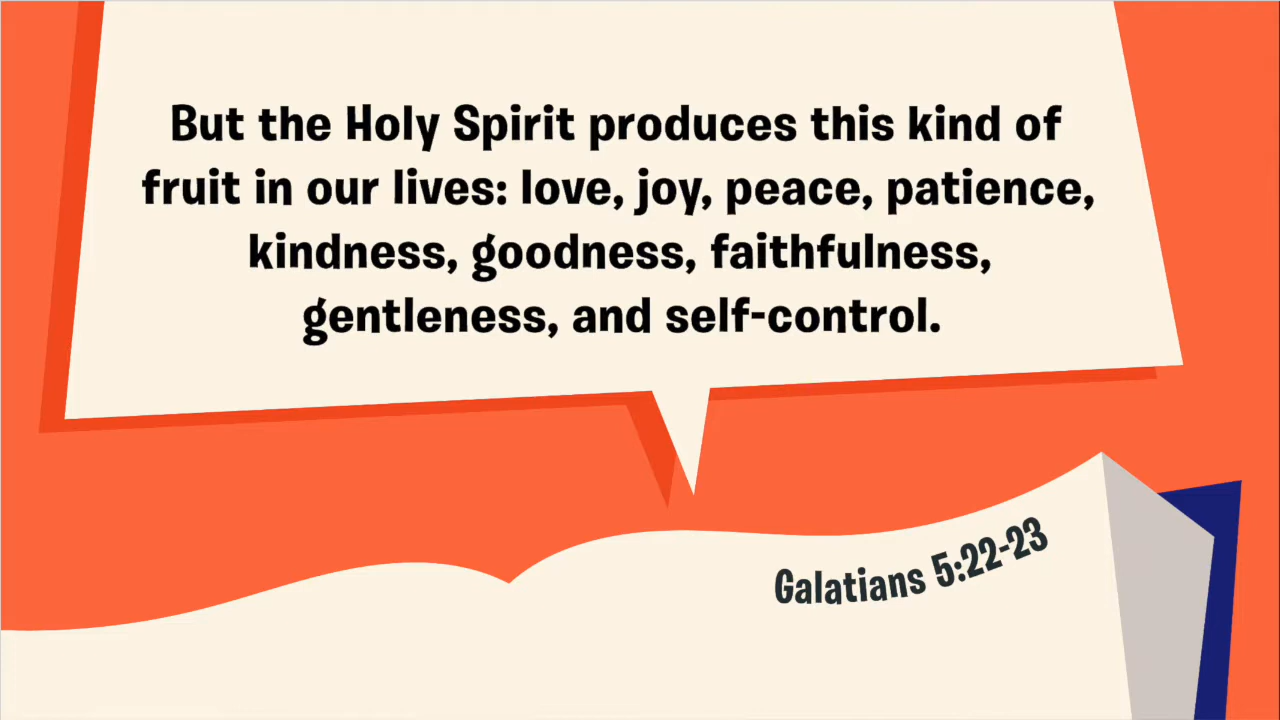 But the Holy Spirit produces this kind of
fruit in our lives: love, joy, peace, patience,
kindness, goodness, faithfulness,
gentleness, and self-control.
Galatians 5:22-23